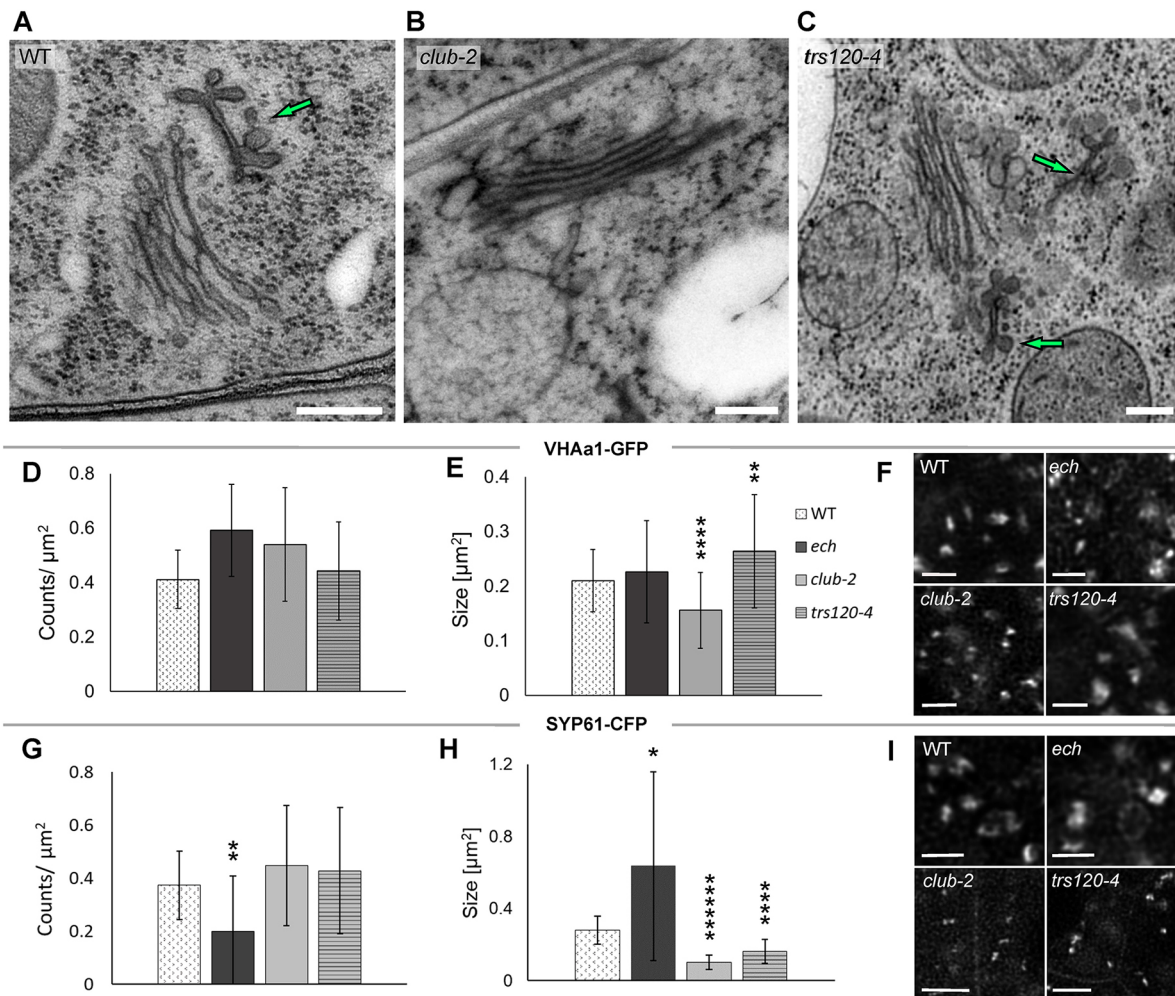 A
B
C
WT
club-2
trs120-4
VHAa1-GFP
D
E
F
0.8
0.6
0.4
0.2
0
Counts/ µm²
0.4
0.3
0.2
0.1
0
Size [µm²]
****
**
WT
ech
club-2
trs120-4
WT
ech
club-2
trs120-4
SYP61-CFP
G
H
I
0.8
0.6
0.4
0.2
0
Counts/ µm²
**
1.2
0.8
0.4
0
Size [µm²]
*
******
****
WT
ech
club-2
trs120-4